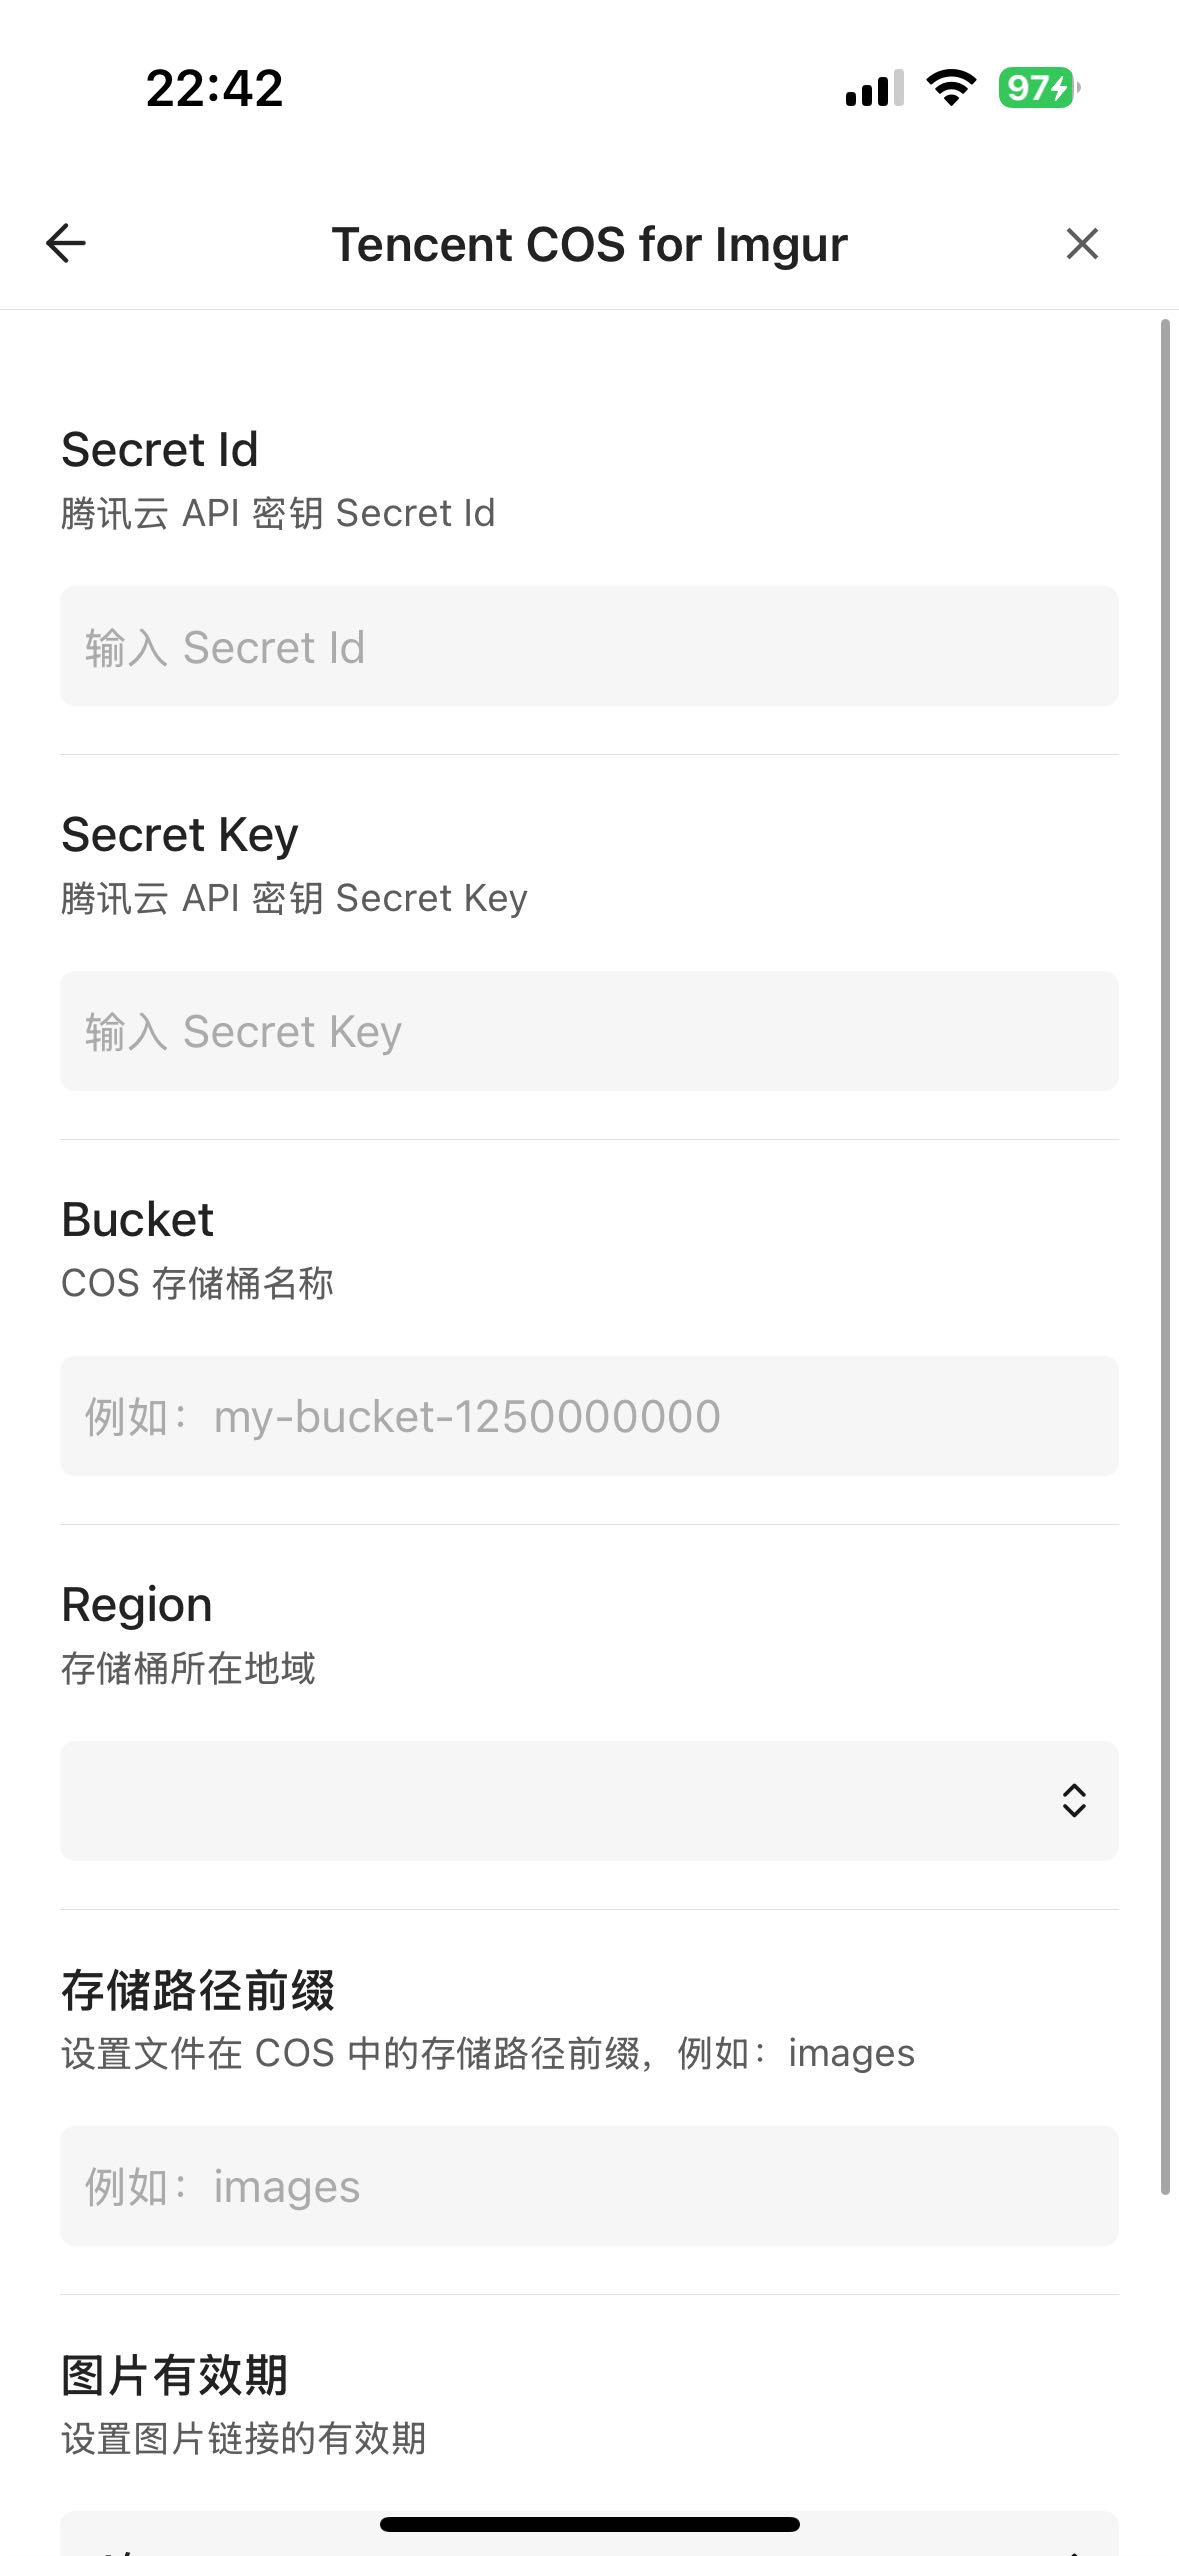 22:42
97
Tencent COS for Imgur
Secret Id
腾讯云 API 密钥 Secret Id
输入 Secret Id
Secret Key
腾讯云 API 密钥 Secret Key
输入 Secret Key
Bucket
COS 存储桶名称
例如：my-bucket-1250000000
Region
存储桶所在地域
存储路径前缀
设置文件在 COS 中的存储路径前缀，例如：images
例如：images
图片有效期
设置图片链接的有效期